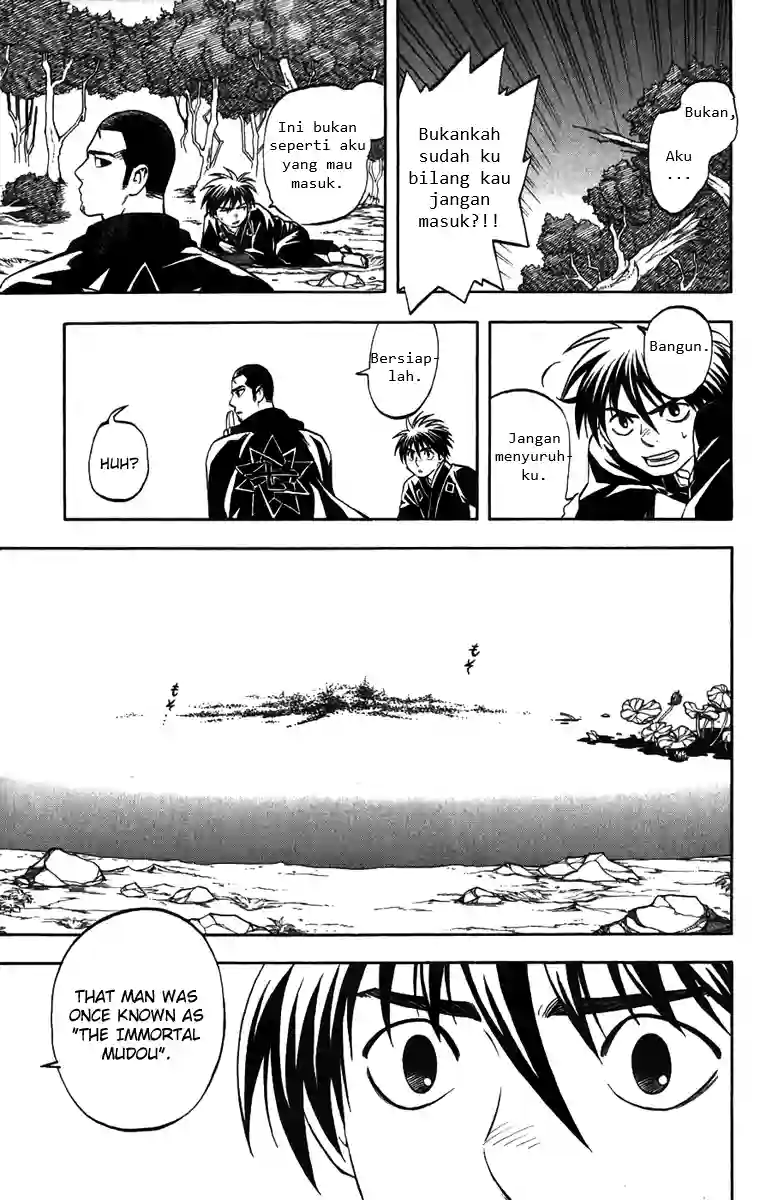 Bukan,
Aku
...
Bukankah
sudah ku
bilang kau
jangan
masuk?!!
Ini bukan
seperti aku
yang mau
masuk.
Bangun.
Jangan
menyuruh-
ku.
Bersiap-
lah.
HUH?
THAT MAN WAS
ONCE KNOWN AS
"THE IMMORTAL
MUDOU".